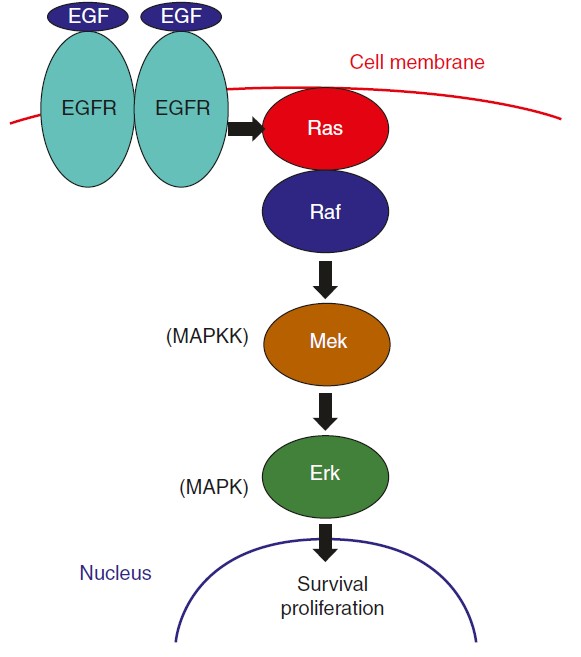 EGF EGF
Cell membrane
EGFR EGFR
Ras
Raf
(MAPKK) Mek
Erk
(MAPK)
Nucleus
Survival
proliferation